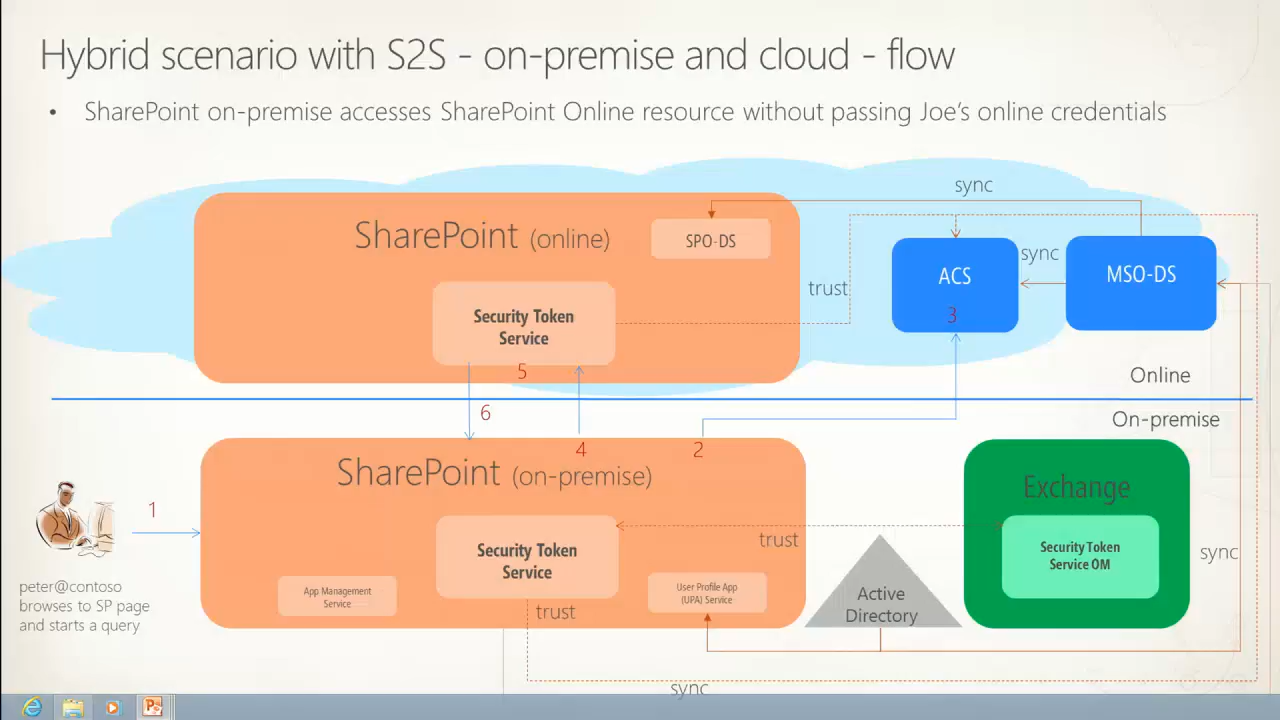 Hybrid scenario with S2S - on-premise and cloud - flow
• SharePoint on-premise accesses SharePoint Online resource without passing Joe's online credentials
sync
SharePoint (online)
SPO-DS
ACS
sync
MSO-DS
trust
3
Security Token
Service
5
Online
6
On-premise
4
2
SharePoint (on-premise)
Exchange
1
trust
Security Token
Service
Security Token
Service OM
sync
peter@contoso
browses to SP page
and starts a query
App Management
Service
User Profile App
(UPA) Service
Active
Directory
trust
sync